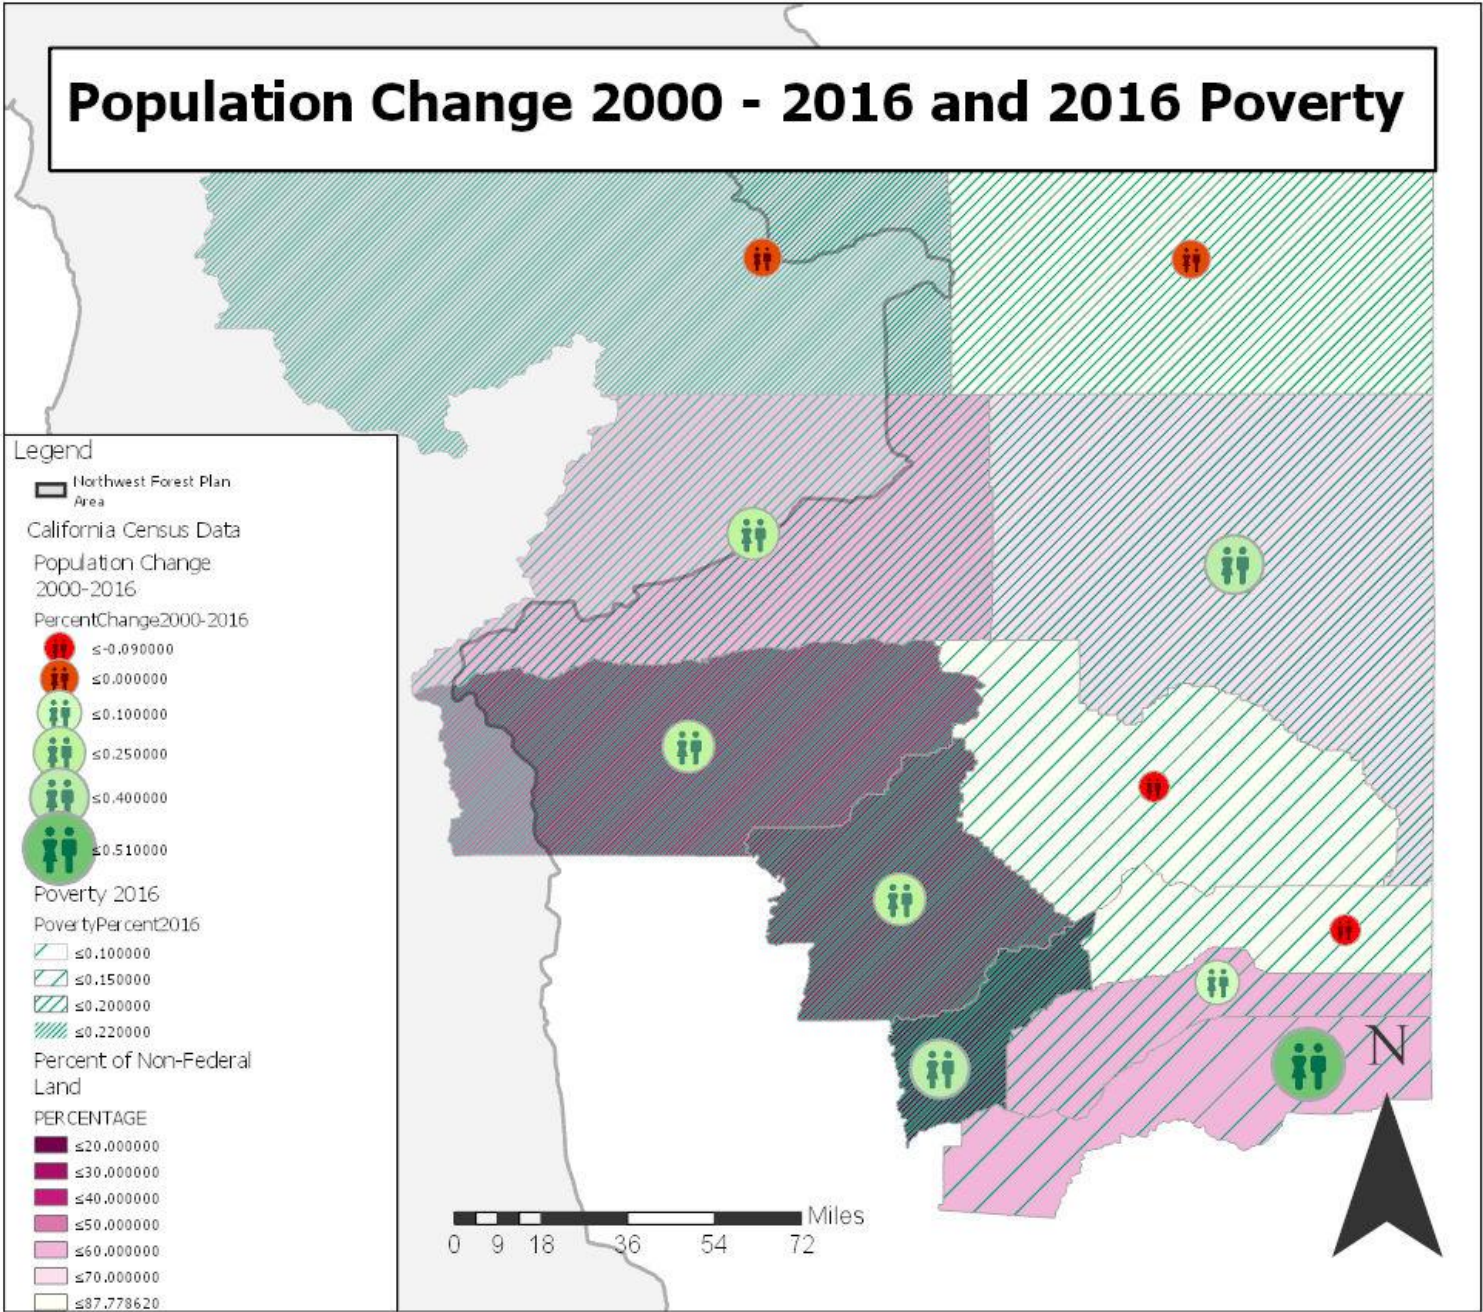 Population Change 2000 - 2016 and 2016 Poverty
Legend
Northwest Forest Plan
Area
California Census Data
Population Change
2000-2016
PercentChange2000-2016
≤-0.090000
≤0.000000
≤0.100000
≤0.250000
≤0.400000
≤0.510000
Poverty 2016
PovertyPercent2016
≤0.100000
≤0.150000
≤0.200000
≤0.220000
Percent of Non-Federal
Land
PERCENTAGE
≤20.000000
≤30.000000
≤40.000000
≤50.000000
≤60.000000
≤70.000000
≤87.778620
N
Miles
0 9 18 36 54 72